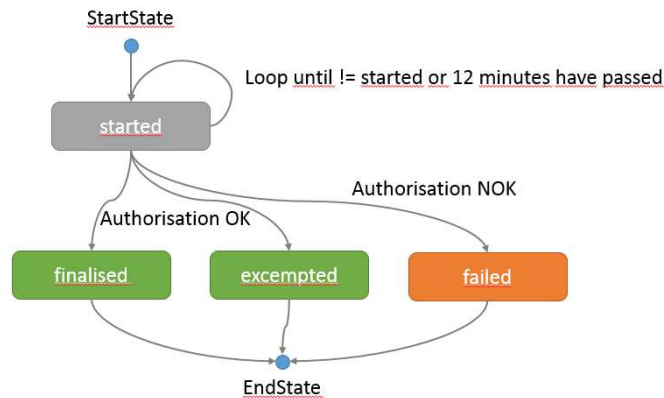 StartState
Loop until != started or 12 minutes have passed
started
Authorisation NOK
Authorisation OK
finalised
excempted
failed
EndState